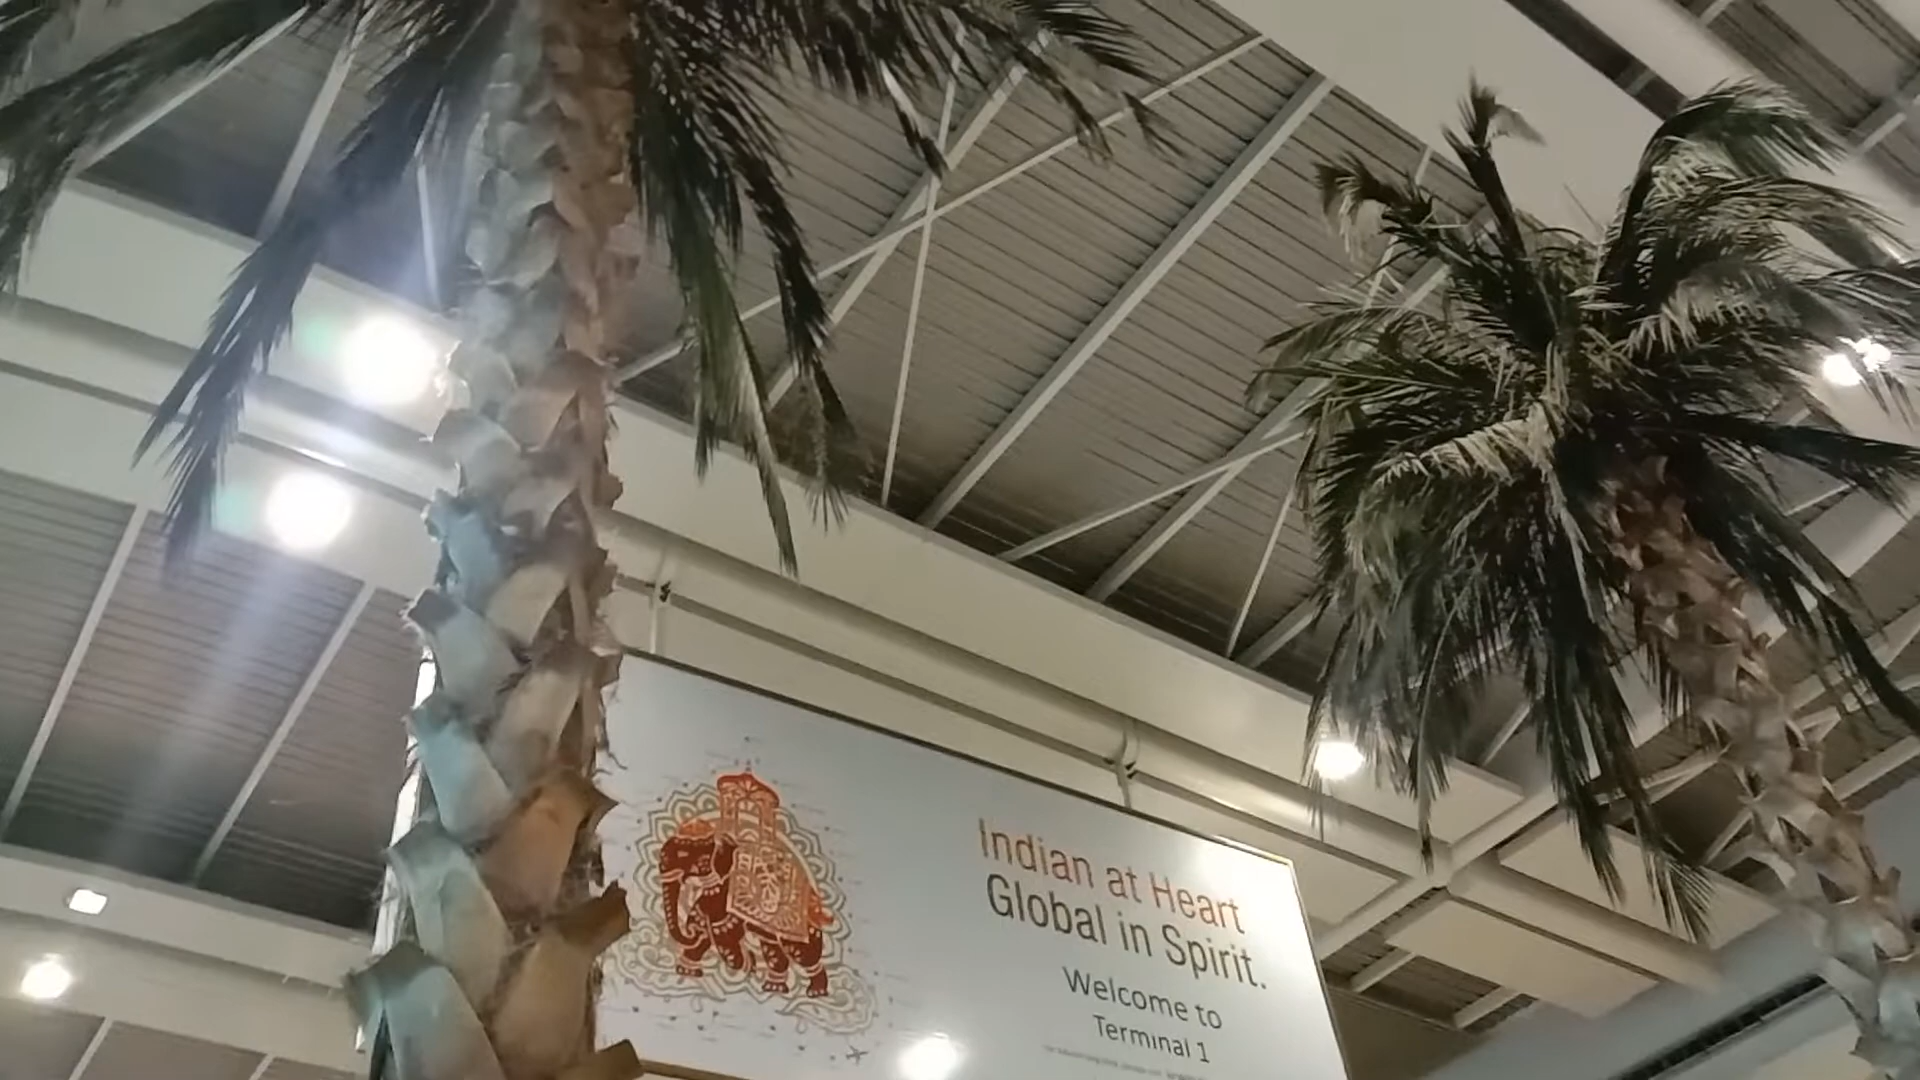 Indian at Heart
Global in Spirit.
Welcome to
Terminal 1